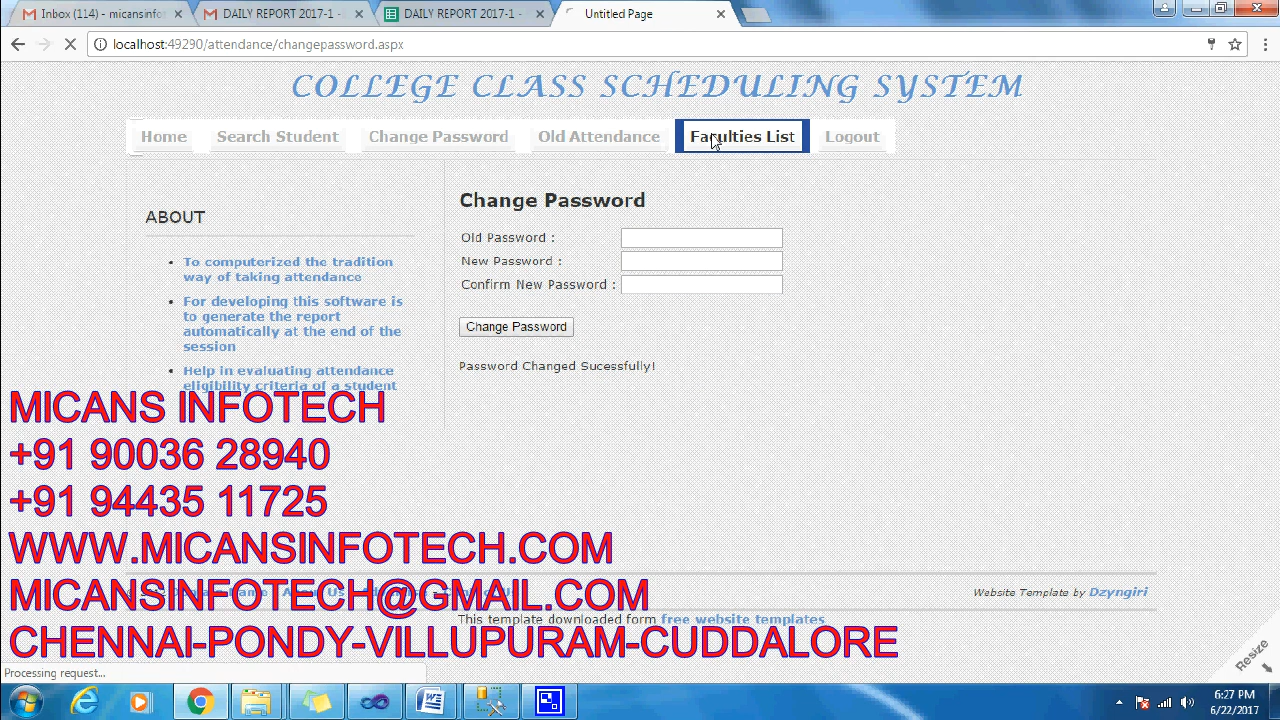 Inbox (114) - micansinfo
DAILY REPORT 2017-1 -
DAILY REPORT 2017-1 -
Untitled Page
localhost:49290/attendance/changepassword.aspx
COLLEGE CLASS SCHEDULING SYSTEM
Home Search Student Change Password Old Attendance Faculties List Logout
ABOUT
To computerized the tradition
way of taking attendance
For developing this software is
to generate the report
automatically at the end of the
session
Help in evaluating attendance
eligibility criteria of a student
Change Password
Old Password :
New Password :
Confirm New Password :
Change Password
Password Changed Sucessfully!
MICANS INFOTECH
+91 90036 28940
+91 94435 11725
WWW.MICANSINFOTECH.COM
MICANSINFOTECH@GMAIL.COM
CHENNAI-PONDY-VILLUPURAM-CUDDALORE
Website Template by Dzyngiri
This template downloaded form free website templates
Resize
Processing request...
6:27 PM
6/22/2017